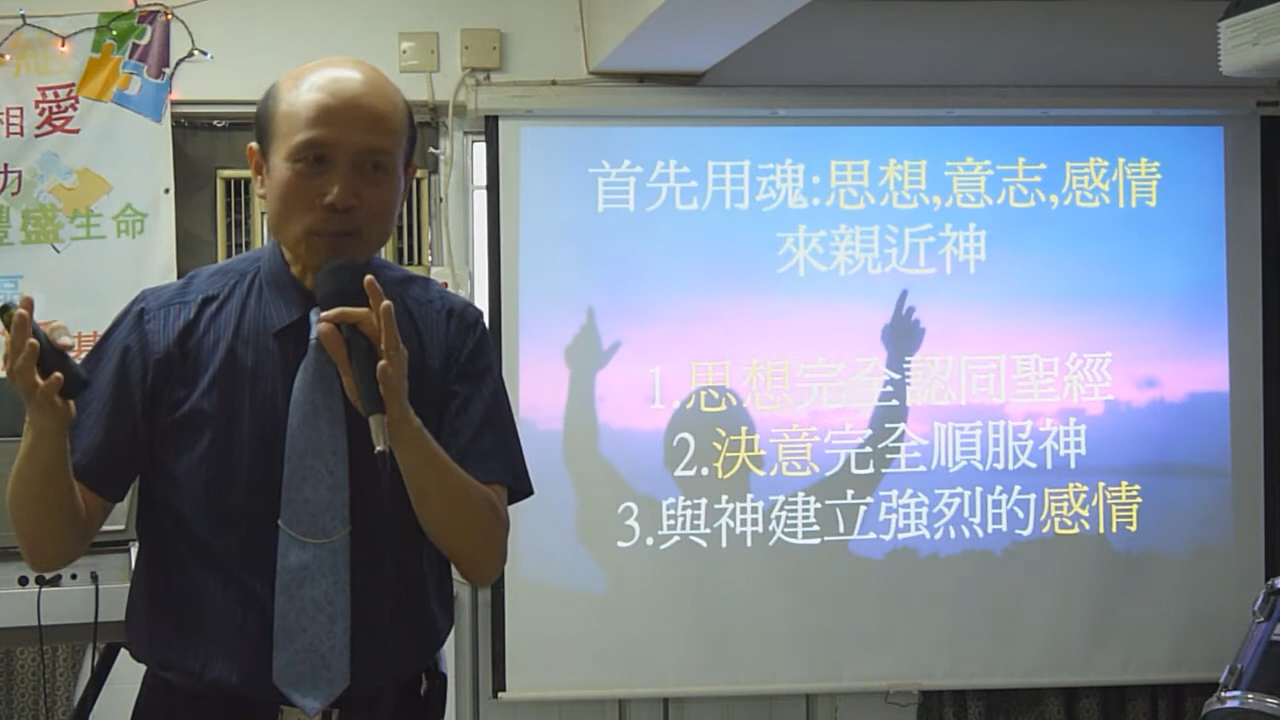 相愛
力
豐盛生命
首先用魂:思想,意志,感情
來親近神
1.思想完全認同聖經
2.決意完全順服神
3.與神建立強烈的感情